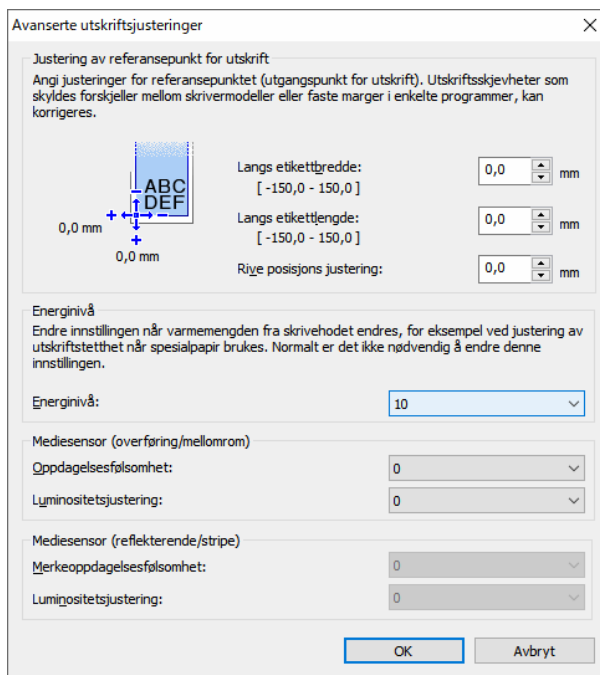 Avanserte utskriftsjusteringer
Justering av referansepunkt for utskrift
Angi justeringer for referansepunktet (utgangspunkt for utskrift). Utskriftsskjevheter som
skyldes forskjeller mellom skrivermodeller eller faste marger i enkelte programmer, kan
korrigeres.
ABC
DEF
0,0 mm
0,0 mm
Langs etikettbredde:
0,0 mm
[ -150,0 - 150,0 ]
Langs etikettlengde:
0,0 mm
[ -150,0 - 150,0 ]
Rive posisjons justering:
0,0 mm
Energinivå
Endre innstillingen når varmemengden fra skrivehodet endres, for eksempel ved justering av
utskriftstetthet når spesialpapir brukes. Normalt er det ikke nødvendig å endre denne
innstillingen.
Energinivå:
10
Mediesensor (overføring/mellomrom)
Oppdagelsesfølsomhet:
0
Luminositetsjustering:
0
Mediesensor (reflekterende/stripe)
Merkeoppdagelsesfølsomhet:
0
Luminositetsjustering:
0
OK
Avbryt